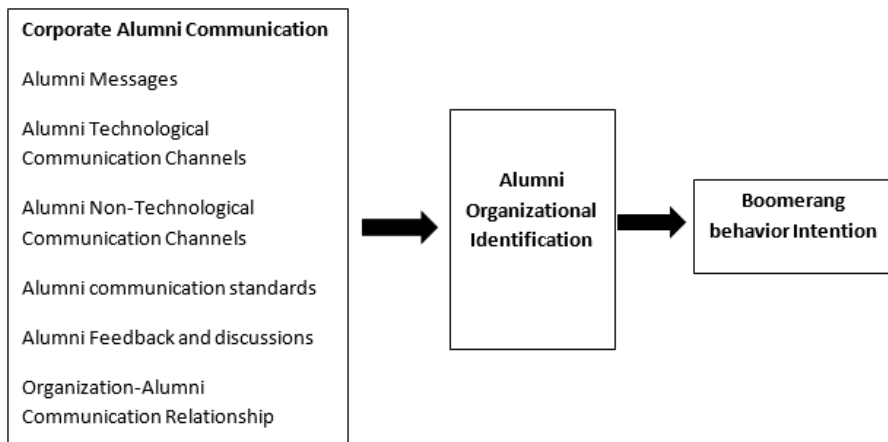 Corporate Alumni Communication
Alumni Messages
Alumni Technological
Communication Channels
Alumni Non-Technological
Communication Channels
Alumni communication standards
Alumni Feedback and discussions
Organization-Alumni
Communication Relationship
Alumni
Organizational
Identification
Boomerang
behavior Intention